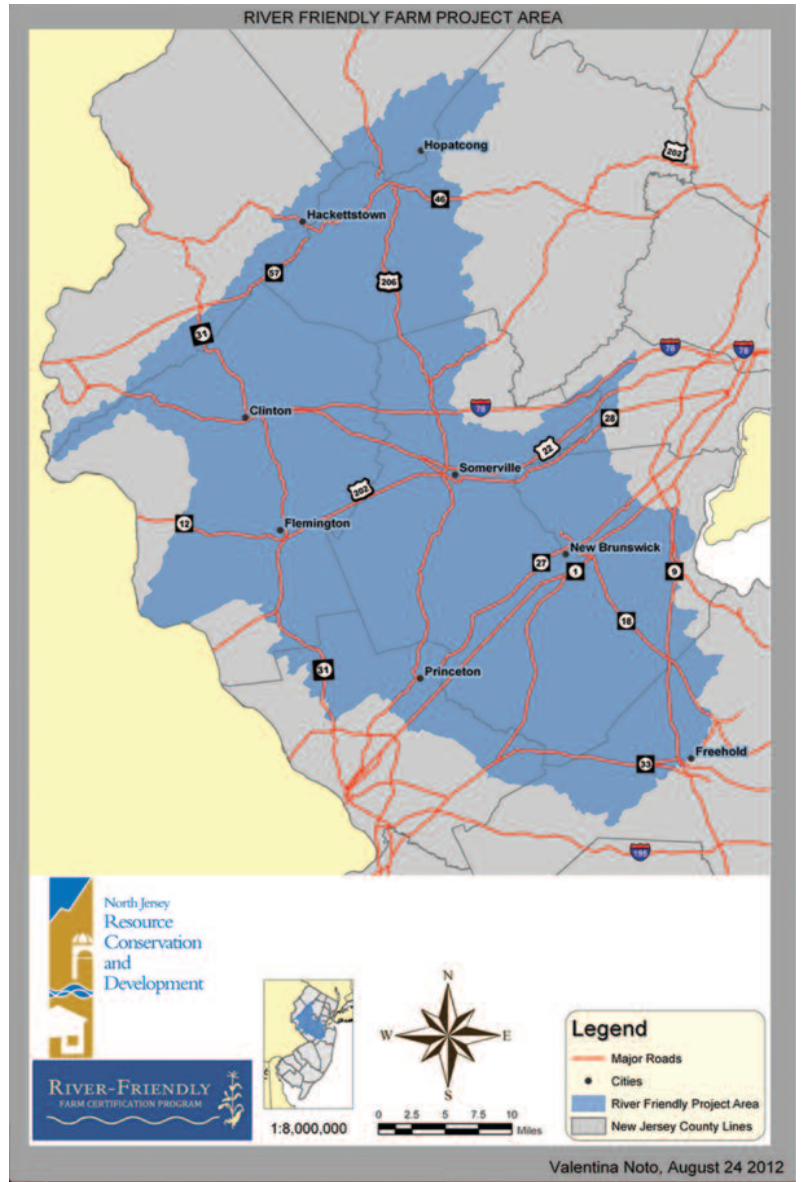 RIVER FRIENDLY FARM PROJECT AREA
Hopatcong
202
46
Hackettstown
57
206
31
78
78
Clinton
78
28
22
Somerville
202
12
Flemington
New Brunswick
27
1
9
18
31
Princeton
Freehold
33
195
North Jersey
Resource
Conservation
and
Development
RIVER-FRIENDLY
FARM CERTIFICATION PROGRAM
1:8,000,000
N
W E
S
0 2.5 5 7.5 10
Miles
Legend
Major Roads
Cities
River Friendly Project Area
New Jersey County Lines
Valentina Noto, August 24 2012